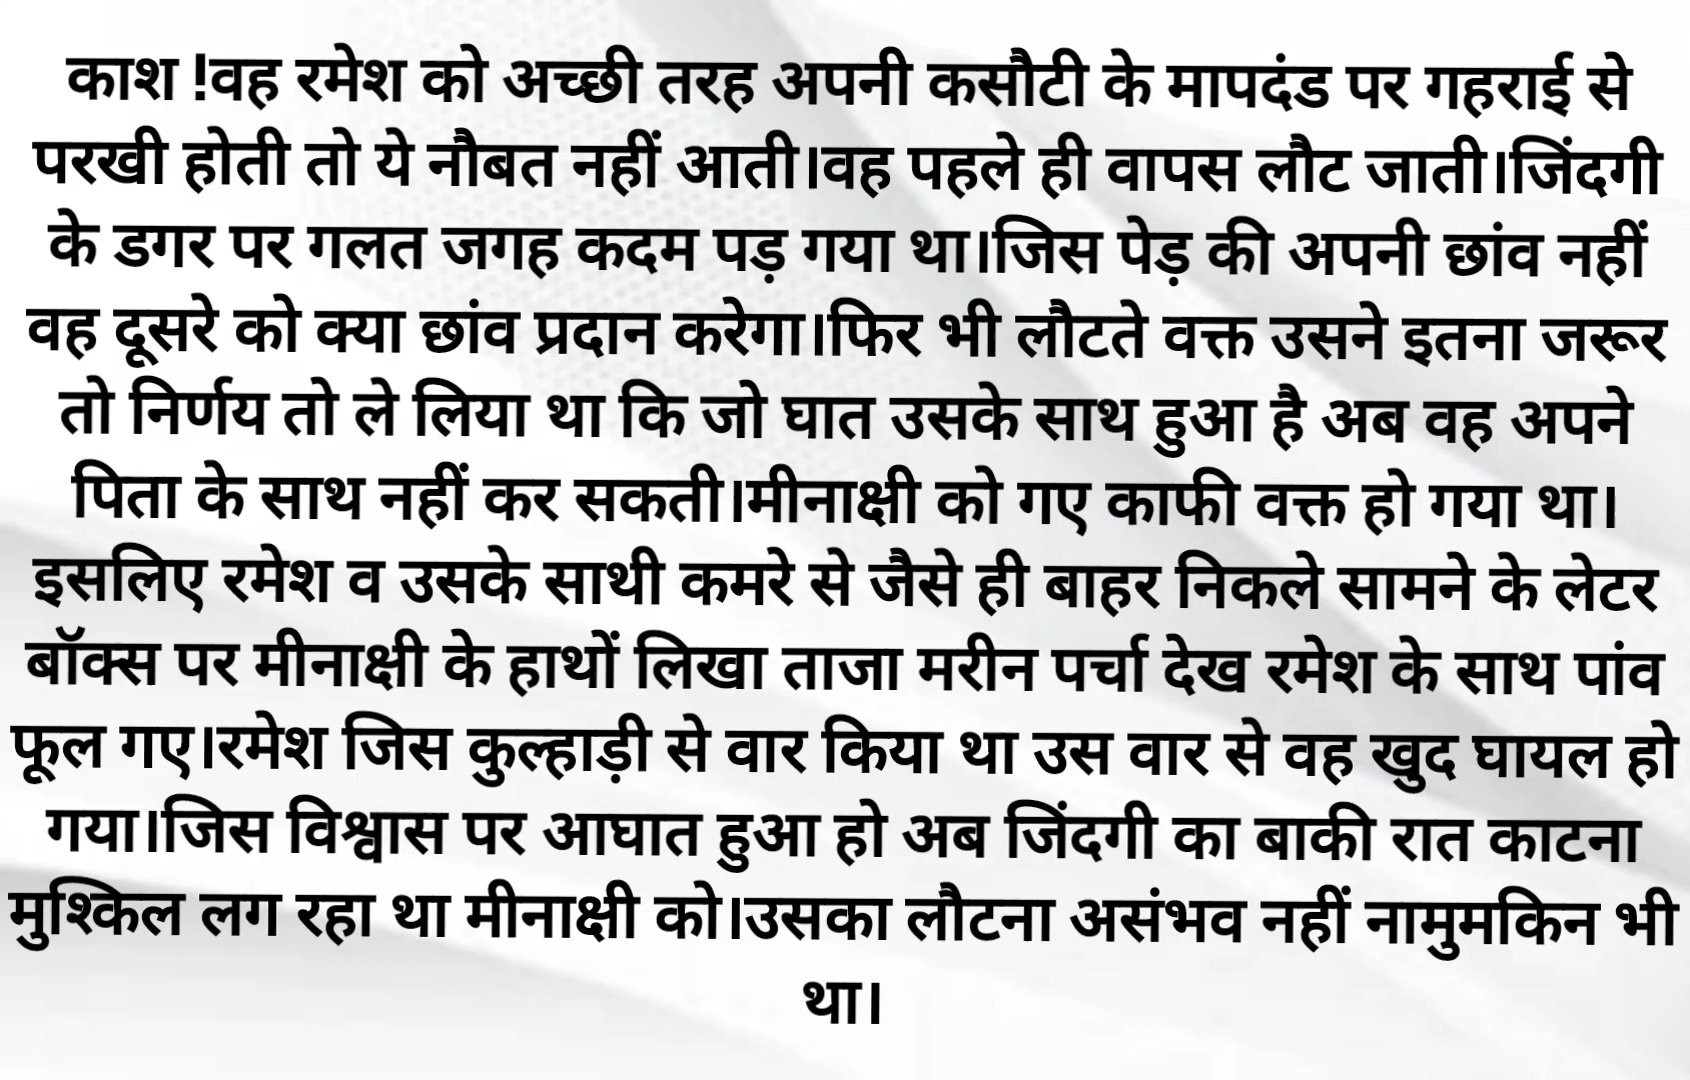 काश !वह रमेश को अच्छी तरह अपनी कसौटी के मापदंड पर गहराई से
परखी होती तो ये नौबत नहीं आती।वह पहले ही वापस लौट जाती।जिंदगी
के डगर पर गलत जगह कदम पड़ गया था।जिस पेड़ की अपनी छांव नहीं
वह दूसरे को क्या छांव प्रदान करेगा।फिर भी लौटते वक्त उसने इतना जरूर
तो निर्णय तो ले लिया था कि जो घात उसके साथ हुआ है अब वह अपने
पिता के साथ नहीं कर सकती।मीनाक्षी को गए काफी वक्त हो गया था।
इसलिए रमेश व उसके साथी कमरे से जैसे ही बाहर निकले सामने के लेटर
बॉक्स पर मीनाक्षी के हाथों लिखा ताजा मरीन पर्चा देख रमेश के साथ पांव
फूल गए।रमेश जिस कुल्हाड़ी से वार किया था उस वार से वह खुद घायल हो
गया।जिस विश्वास पर आघात हुआ हो अब जिंदगी का बाकी रात काटना
मुश्किल लग रहा था मीनाक्षी को।उसका लौटना असंभव नहीं नामुमकिन भी
था।